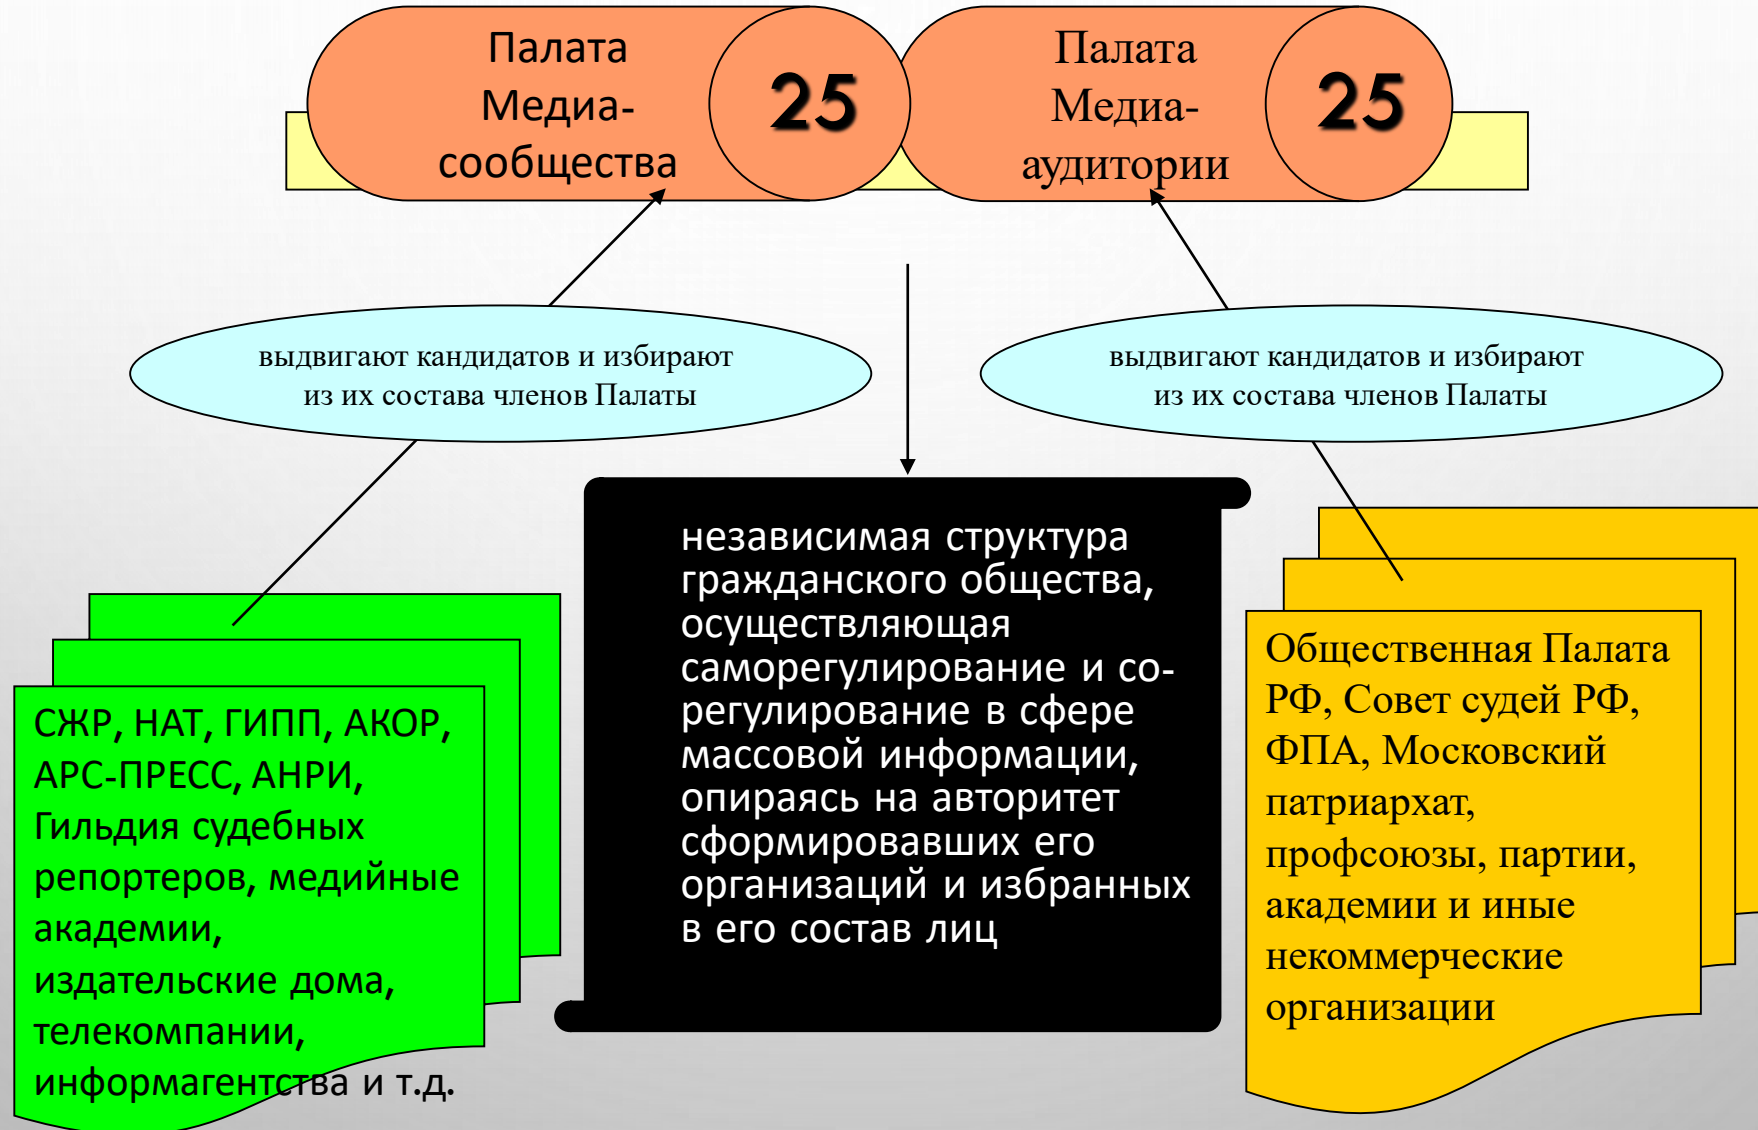 Палата
Медиа-
сообщества
25
Палата
Медиа-
аудитории
25
выдвигают кандидатов и избирают
из их состава членов Палаты
выдвигают кандидатов и избирают
из их состава членов Палаты
СЖР, НАТ, ГИПП, АКОР,
АРС-ПРЕСС, АНРИ,
Гильдия судебных
репортеров, медийные
академии,
издательские дома,
телекомпании,
информагентства и т.д.
независимая структура
гражданского общества,
осуществляющая
саморегулирование и со-
регулирование в сфере
массовой информации,
опираясь на авторитет
сформировавших его
организаций и избранных
в его состав лиц
Общественная Палата
РФ, Совет судей РФ,
ФПА, Московский
патриархат,
профсоюзы, партии,
академии и иные
некоммерческие
организации